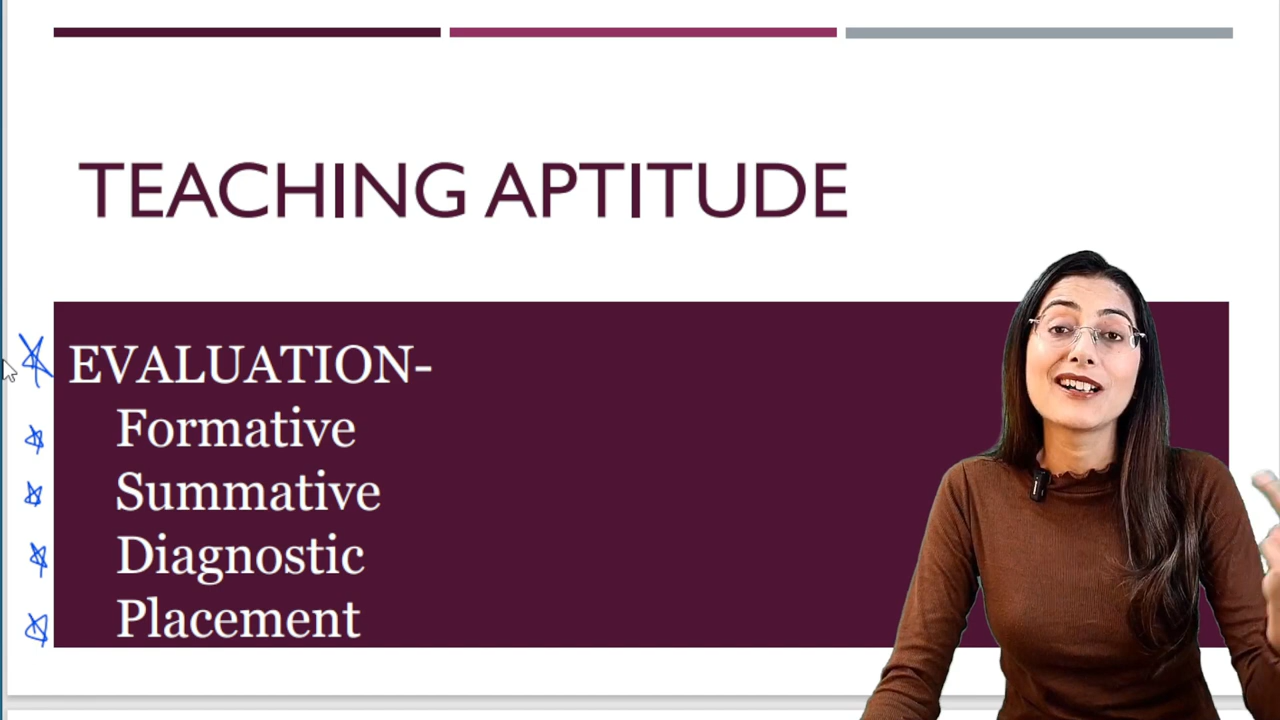 TEACHING APTITUDE
EVALUATION-
Formative
Summative
Diagnostic
Placement